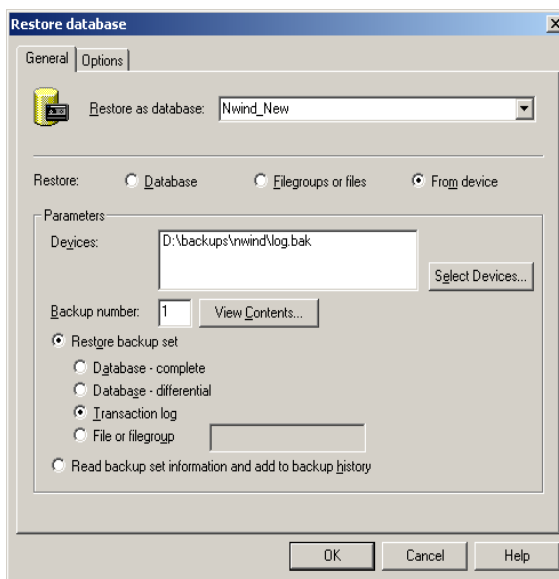 Restore database
General Options
Restore as database: Nwind_New
Restore: Database Filegroups or files From device
Parameters
Devices: D:\backups\nwind\log.bak
Select Devices...
Backup number: 1 View Contents...
Restore backup set
Database - complete
Database - differential
Transaction log
File or filegroup
Read backup set information and add to backup history
OK Cancel Help